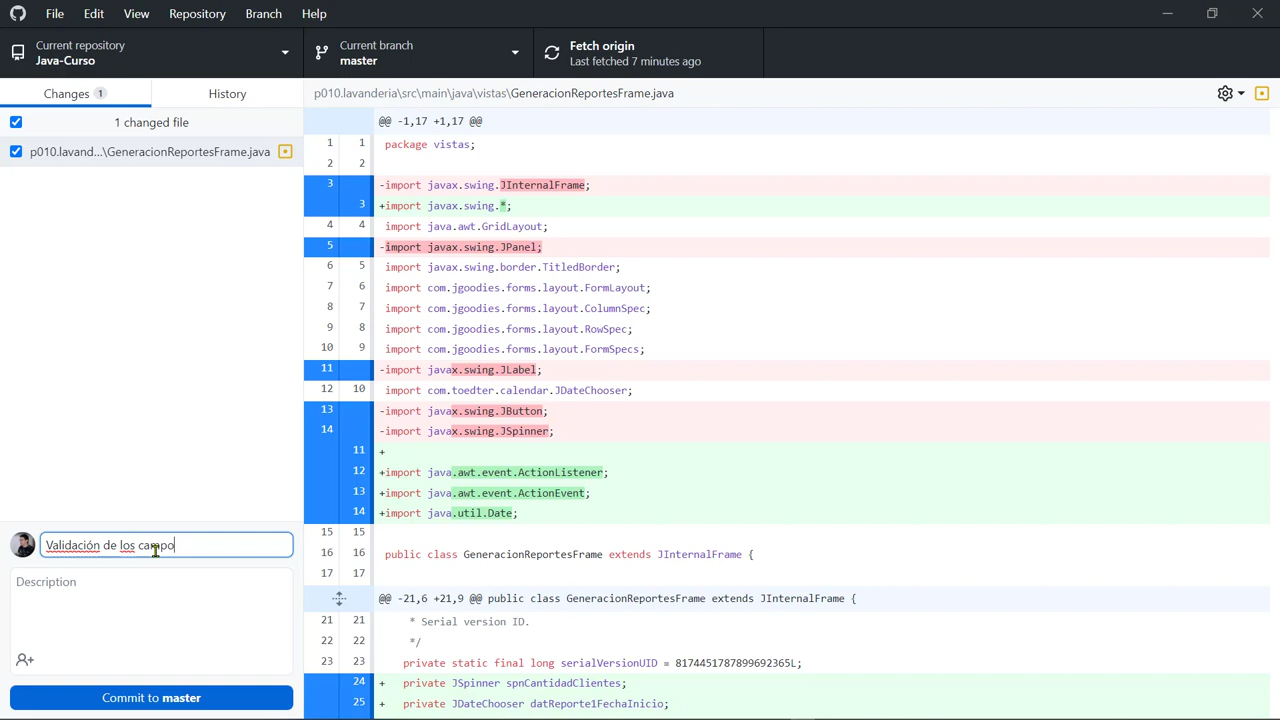 File Edit View Repository Branch Help
Current repository
Java-Curso
Current branch
master
Fetch origin
Last fetched 7 minutes ago
Changes 1
History
p010.lavanderia\src\main\java\vistas\GeneracionReportesFrame.java
1 changed file
p010.lavand...\GeneracionReportesFrame.java
@@ -1,17 +1,17 @@
1 1 package vistas;
2 2
3 -import javax.swing.JInternalFrame;
3 +import javax.swing.*;
4 4 import java.awt.GridLayout;
5 -import javax.swing.JPanel;
6 5 import javax.swing.border.TitledBorder;
7 6 import com.jgoodies.forms.layout.FormLayout;
8 7 import com.jgoodies.forms.layout.ColumnSpec;
9 8 import com.jgoodies.forms.layout.RowSpec;
10 9 import com.jgoodies.forms.layout.FormSpecs;
11 -import javax.swing.JLabel;
12 10 import com.toedter.calendar.JDateChooser;
13 -import javax.swing.JButton;
14 -import javax.swing.JSpinner;
11 +
12 +import java.awt.event.ActionListener;
13 +import java.awt.event.ActionEvent;
14 +import java.util.Date;
15 15
16 16 public class GeneracionReportesFrame extends JInternalFrame {
17 17
@@ -21,6 +21,9 @@ public class GeneracionReportesFrame extends JInternalFrame {
21 21 * Serial version ID.
22 22 */
23 23 private static final long serialVersionUID = 8174451787899692365L;
24 + private JSpinner spnCantidadClientes;
25 + private JDateChooser datReporte1FechaInicio;
Validación de los campo
Description
Commit to master